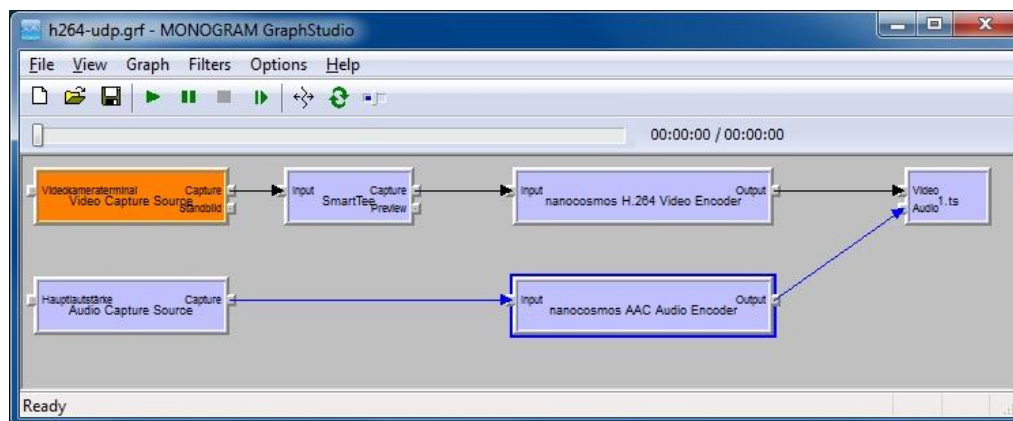 h264-udp.grf - MONOGRAM GraphStudio
File View Graph Filters Options Help
00:00:00 / 00:00:00
Videokameraterminal Capture
Video Capture Source
Standbild
Input Capture
SmartTee
Preview
Input Output
nanocosmos H.264 Video Encoder
Video
1.ts
Audio
Hauptlautstärke Capture
Audio Capture Source
Input Output
nanocosmos AAC Audio Encoder
Ready